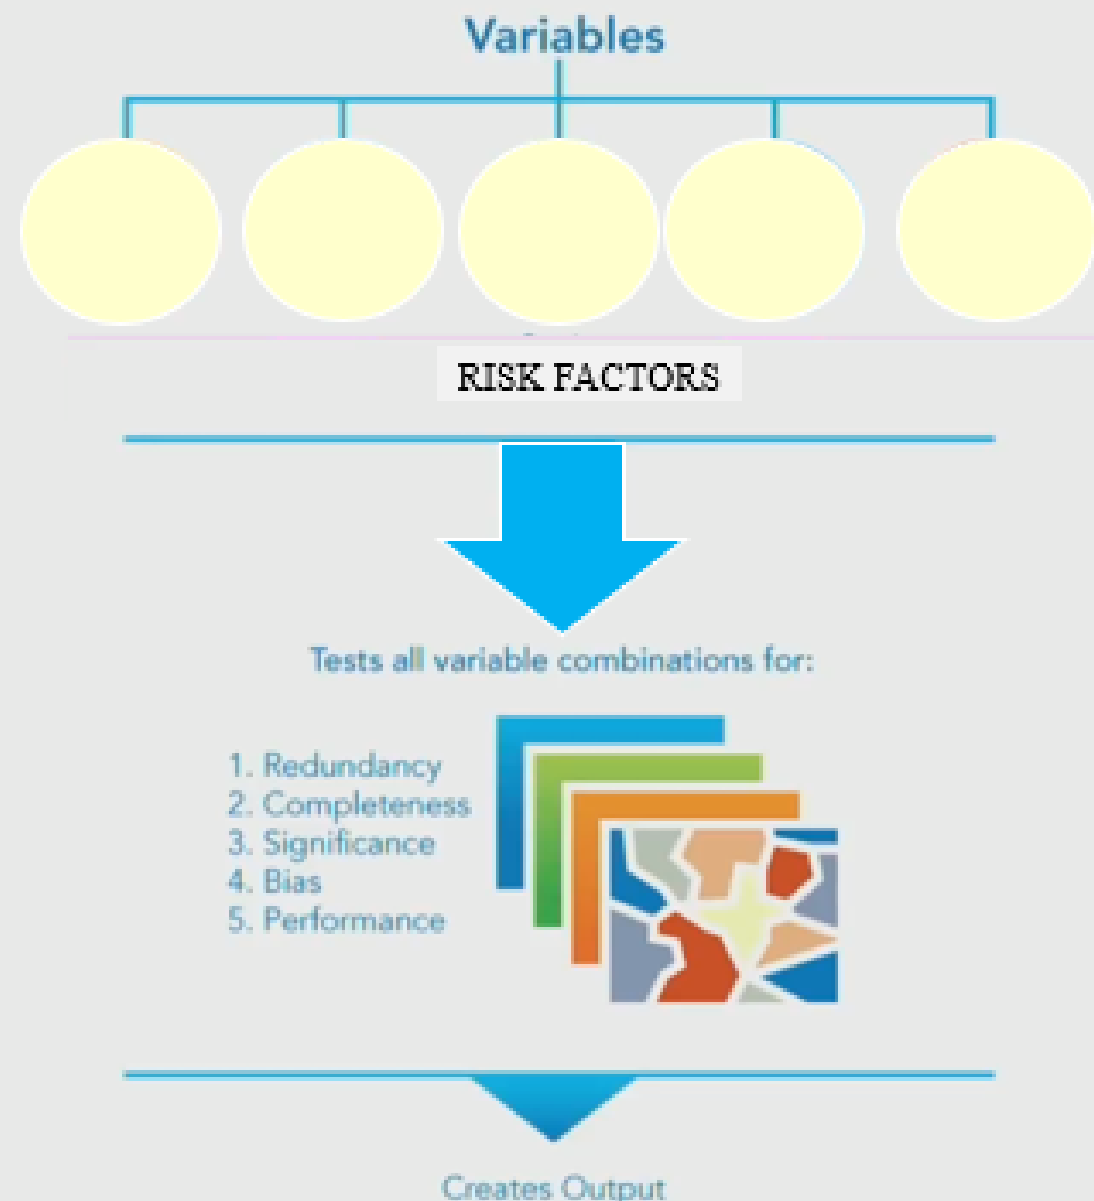 Variables
RISK FACTORS
Tests all variable combinations for:
1. Redundancy
2. Completeness
3. Significance
4. Bias
5. Performance
Creates Output